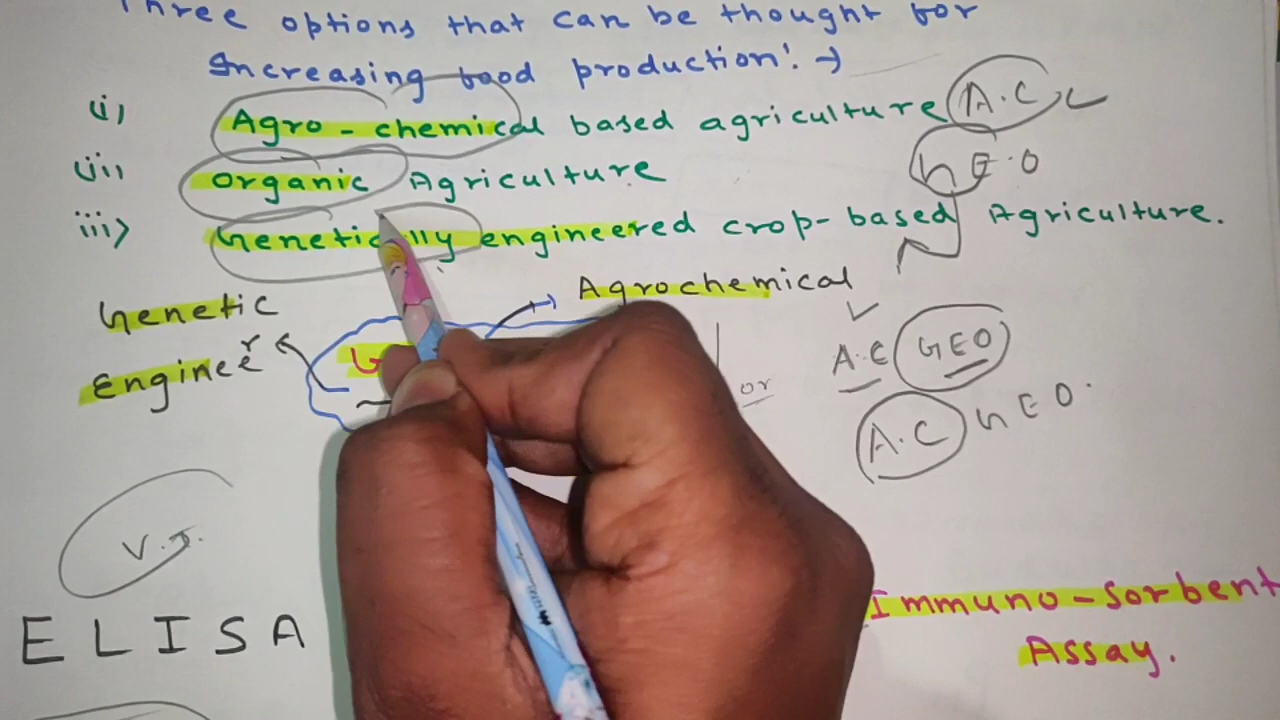 Three options that can be thought for
Increasing food production: →
(i) Agro - chemical based agriculture A.C
(ii) Organic Agriculture
iii) Genetically engineered crop-based Agriculture.
GEO
Agrochemical
Genetic
Engineer
or
A.C GEO
A.C GEO.
ELISA
Immuno-Sorbent
Assay.